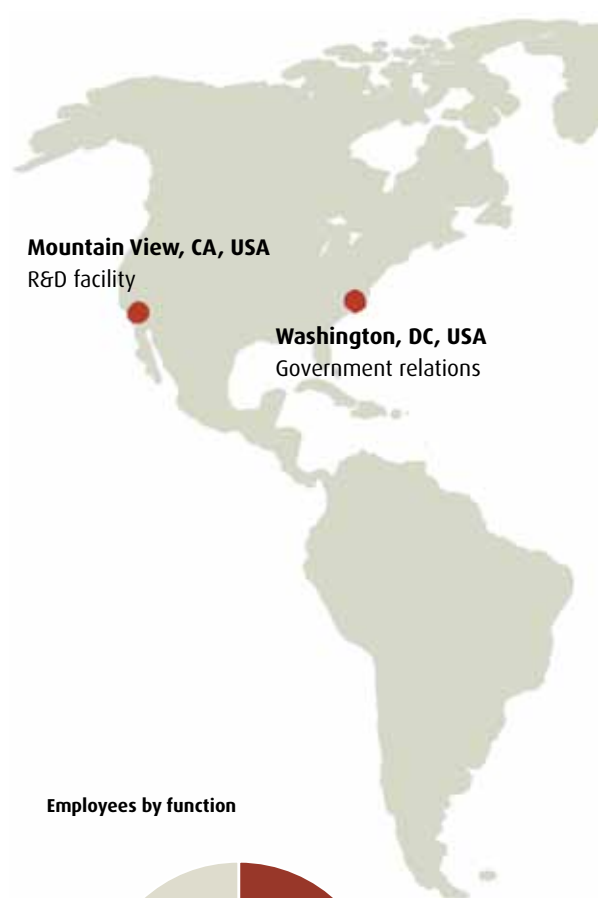 Mountain View, CA, USA
R&D facility
Washington, DC, USA
Government relations
Employees by function